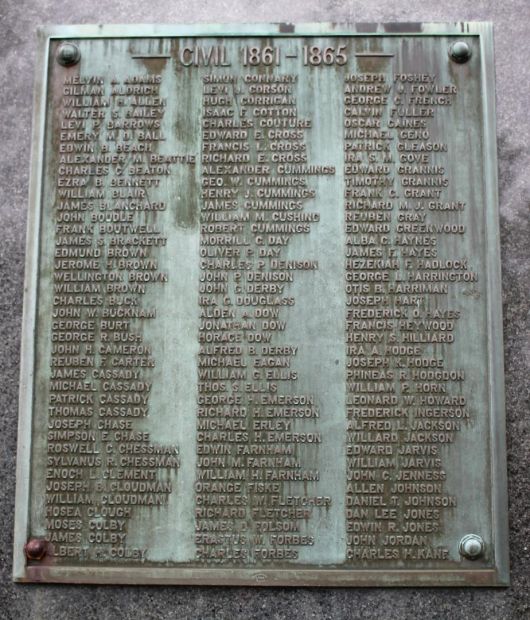 CIVIL 1861-1865
MELVIN A. ADAMS
GILMAN ALDRICH
WILLIAM H. ALLEN
WALTER S. BAILEY
LEVI P. BARROWS
EMERY M. D. BALL
EDWIN B. BEACH
ALEXANDER M. BEATTIE
CHARLES C. BEATON
EZRA B. BENNETT
WILLIAM BLAIR
JAMES BLANCHARD
JOHN BOUDLE
FRANK BOUTWELL
JAMES S. BRACKETT
EDMUND BROWN
JEROME H. BROWN
WELLINGTON BROWN
WILLIAM BROWN
CHARLES BUCK
JOHN W. BUCKNAM
GEORGE BURT
GEORGE R. BUSH
JOHN H. CAMERON
REUBEN F. CARTER
JAMES CASSADY
MICHAEL CASSADY
PATRICK CASSADY
THOMAS CASSADY
JOSEPH CHASE
SIMPSON E. CHASE
ROSWELL C. CHESSMAN
SYLVANUS R. CHESSMAN
ENOCH L. CLEMENT
JOSEPH B. CLOUDMAN
WILLIAM CLOUDMAN
HOSEA CLOUGH
MOSES COLBY
JAMES COLBY
ALBERT P. COLBY
SIMON CONNARY
LEVI J. CORSON
HUGH CORRIGAN
ISAAC F. COTTON
CHARLES COUTURE
EDWARD E. CROSS
FRANCIS L. CROSS
RICHARD E. CROSS
ALEXANDER CUMMINGS
GEO. W. CUMMINGS
HENRY J. CUMMINGS
JAMES CUMMINGS
WILLIAM M. CUSHING
ROBERT CUMMINGS
MORRILL C. DAY
OLIVER P. DAY
CHARLES P. DENISON
JOHN P. DENISON
JOHN C. DERBY
IRA G. DOUGLASS
ALDEN A. DOW
JONATHAN DOW
HORACE DOW
ALFRED B. DERBY
MICHAEL EAGAN
WILLIAM C. ELLIS
THOS. S. ELLIS
GEORGE H. EMERSON
RICHARD H. EMERSON
MICHAEL ERLEY
CHARLES H. EMERSON
EDWIN FARNHAM
JOHN M. FARNHAM
WILLIAM H. FARNHAM
ORANGE FISKE
CHARLES W. FLETCHER
RICHARD FLETCHER
JAMES D. FOLSOM
ERASTUS W. FORBES
CHARLES FORBES
JOSEPH FOSHEY
ANDREW J. FOWLER
GEORGE C. FRENCH
CALVIN FULLER
OSCAR GAINES
MICHAEL GENO
PATRICK GLEASON
IRA S. M. GOVE
EDWARD GRANNIS
TIMOTHY GRANNIS
FRANK C. GRANT
RICHARD M. J. GRANT
REUBEN GRAY
EDWARD GREENWOOD
ALBA C. HAYNES
JAMES F. HAYES
HEZEKIAH F. HADLOCK
GEORGE L. HARRINGTON
OTIS B. HARRIMAN
JOSEPH HART
FREDERICK O. HAYES
FRANCIS HEYWOOD
HENRY S. HILLIARD
IRA A. HODGE
JOSEPH K. HODGE
PHINEAS R. HODGDON
WILLIAM P. HORN
LEONARD W. HOWARD
FREDERICK INGERSON
ALFRED L. JACKSON
WILLARD JACKSON
EDWARD JARVIS
WILLIAM JARVIS
JOHN C. JENNESS
ALLEN JOHNSON
DANIEL T. JOHNSON
DAN LEE JONES
EDWIN R. JONES
JOHN JORDAN
CHARLES H. KANE